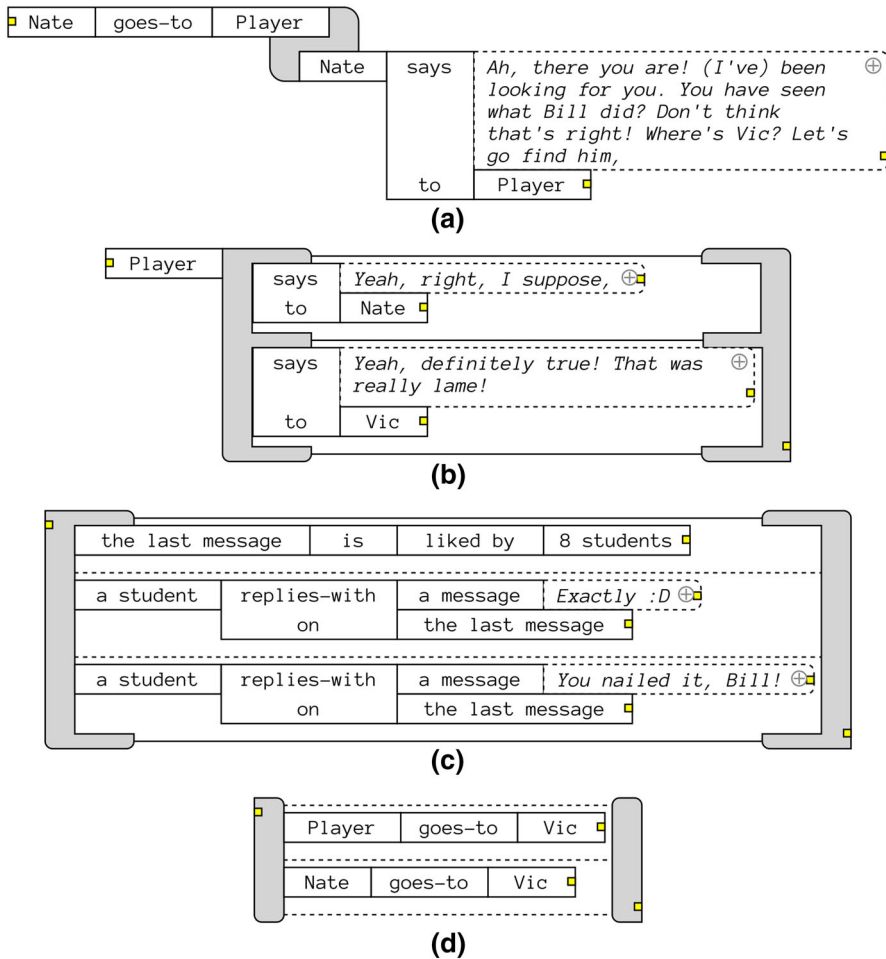 Nate goes-to Player
Nate says Ah, there you are! (I've) been
looking for you. You have seen
what Bill did? Don't think
that's right! Where's Vic? Let's
go find him,
to Player
(a)
Player
says Yeah, right, I suppose,
to Nate
says Yeah, definitely true! That was
really lame!
to Vic
(b)
the last message is liked by 8 students
a student replies-with a message Exactly :D
on the last message
a student replies-with a message You nailed it, Bill!
on the last message
(c)
Player goes-to Vic
Nate goes-to Vic
(d)